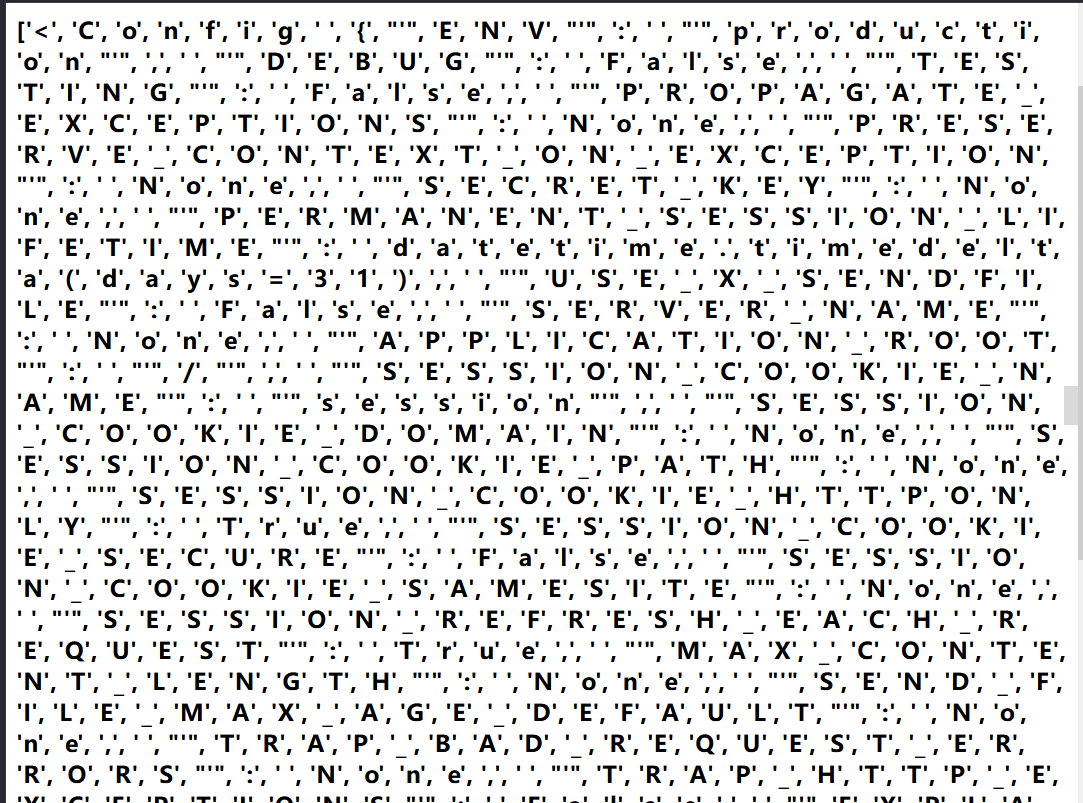 ['<', 'C', 'o', 'n', 'f', 'i', 'g', ' ', '{', "'", 'E', 'N', 'V', "'", ':', ' ', "'", 'p', 'r', 'o', 'd', 'u', 'c', 't', 'i',
'o', 'n', "'", ',', ' ', "'", 'D', 'E', 'B', 'U', 'G', "'", ':', ' ', 'F', 'a', 'l', 's', 'e', ',', ' ', "'", 'T', 'E', 'S',
'T', 'I', 'N', 'G', "'", ':', ' ', 'F', 'a', 'l', 's', 'e', ',', ' ', "'", 'P', 'R', 'O', 'P', 'A', 'G', 'A', 'T', 'E', '_',
'E', 'X', 'C', 'E', 'P', 'T', 'I', 'O', 'N', 'S', "'", ':', ' ', 'N', 'o', 'n', 'e', ',', ' ', "'", 'P', 'R', 'E', 'S', 'E',
'R', 'V', 'E', '_', 'C', 'O', 'N', 'T', 'E', 'X', 'T', '_', 'O', 'N', '_', 'E', 'X', 'C', 'E', 'P', 'T', 'I', 'O', 'N',
"'", ':', ' ', 'N', 'o', 'n', 'e', ',', ' ', "'", 'S', 'E', 'C', 'R', 'E', 'T', '_', 'K', 'E', 'Y', "'", ':', ' ', 'N', 'o',
'n', 'e', ',', ' ', "'", 'P', 'E', 'R', 'M', 'A', 'N', 'E', 'N', 'T', '_', 'S', 'E', 'S', 'S', 'I', 'O', 'N', '_', 'L', 'I',
'F', 'E', 'T', 'I', 'M', 'E', "'", ':', ' ', 'd', 'a', 't', 'e', 't', 'i', 'm', 'e', '.', 't', 'i', 'm', 'e', 'd', 'e', 'l', 't',
'a', '(', 'd', 'a', 'y', 's', '=', '3', '1', ')', ',', ' ', "'", 'U', 'S', 'E', '_', 'X', '_', 'S', 'E', 'N', 'D', 'F', 'I',
'L', 'E', "'", ':', ' ', 'F', 'a', 'l', 's', 'e', ',', ' ', "'", 'S', 'E', 'R', 'V', 'E', 'R', '_', 'N', 'A', 'M', 'E', "'",
':', ' ', 'N', 'o', 'n', 'e', ',', ' ', "'", 'A', 'P', 'P', 'L', 'I', 'C', 'A', 'T', 'I', 'O', 'N', '_', 'R', 'O', 'O', 'T',
"'", ':', ' ', "'", '/', "'", ',', ' ', "'", 'S', 'E', 'S', 'S', 'I', 'O', 'N', '_', 'C', 'O', 'O', 'K', 'I', 'E', '_', 'N',
'A', 'M', 'E', "'", ':', ' ', "'", 's', 'e', 's', 's', 'i', 'o', 'n', "'", ',', ' ', "'", 'S', 'E', 'S', 'S', 'I', 'O', 'N',
'_', 'C', 'O', 'O', 'K', 'I', 'E', '_', 'D', 'O', 'M', 'A', 'I', 'N', "'", ':', ' ', 'N', 'o', 'n', 'e', ',', ' ', "'", 'S',
'E', 'S', 'S', 'I', 'O', 'N', '_', 'C', 'O', 'O', 'K', 'I', 'E', '_', 'P', 'A', 'T', 'H', "'", ':', ' ', 'N', 'o', 'n', 'e',
',', ' ', "'", 'S', 'E', 'S', 'S', 'I', 'O', 'N', '_', 'C', 'O', 'O', 'K', 'I', 'E', '_', 'H', 'T', 'T', 'P', 'O', 'N',
'L', 'Y', "'", ':', ' ', 'T', 'r', 'u', 'e', ',', ' ', "'", 'S', 'E', 'S', 'S', 'I', 'O', 'N', '_', 'C', 'O', 'O', 'K', 'I',
'E', '_', 'S', 'E', 'C', 'U', 'R', 'E', "'", ':', ' ', 'F', 'a', 'l', 's', 'e', ',', ' ', "'", 'S', 'E', 'S', 'S', 'I', 'O',
'N', '_', 'C', 'O', 'O', 'K', 'I', 'E', '_', 'S', 'A', 'M', 'E', 'S', 'I', 'T', 'E', "'", ':', ' ', 'N', 'o', 'n', 'e', ',',
' ', "'", 'S', 'E', 'S', 'S', 'I', 'O', 'N', '_', 'R', 'E', 'F', 'R', 'E', 'S', 'H', '_', 'E', 'A', 'C', 'H', '_', 'R',
'E', 'Q', 'U', 'E', 'S', 'T', "'", ':', ' ', 'T', 'r', 'u', 'e', ',', ' ', "'", 'M', 'A', 'X', '_', 'C', 'O', 'N', 'T', 'E',
'N', 'T', '_', 'L', 'E', 'N', 'G', 'T', 'H', "'", ':', ' ', 'N', 'o', 'n', 'e', ',', ' ', "'", 'S', 'E', 'N', 'D', '_', 'F',
'I', 'L', 'E', '_', 'M', 'A', 'X', '_', 'A', 'G', 'E', '_', 'D', 'E', 'F', 'A', 'U', 'L', 'T', "'", ':', ' ', 'N', 'o',
'n', 'e', ',', ' ', "'", 'T', 'R', 'A', 'P', '_', 'B', 'A', 'D', '_', 'R', 'E', 'Q', 'U', 'E', 'S', 'T', '_', 'E', 'R',
'R', 'O', 'R', 'S', "'", ':', ' ', 'N', 'o', 'n', 'e', ',', ' ', "'", 'T', 'R', 'A', 'P', '_', 'H', 'T', 'T', 'P', '_', 'E',